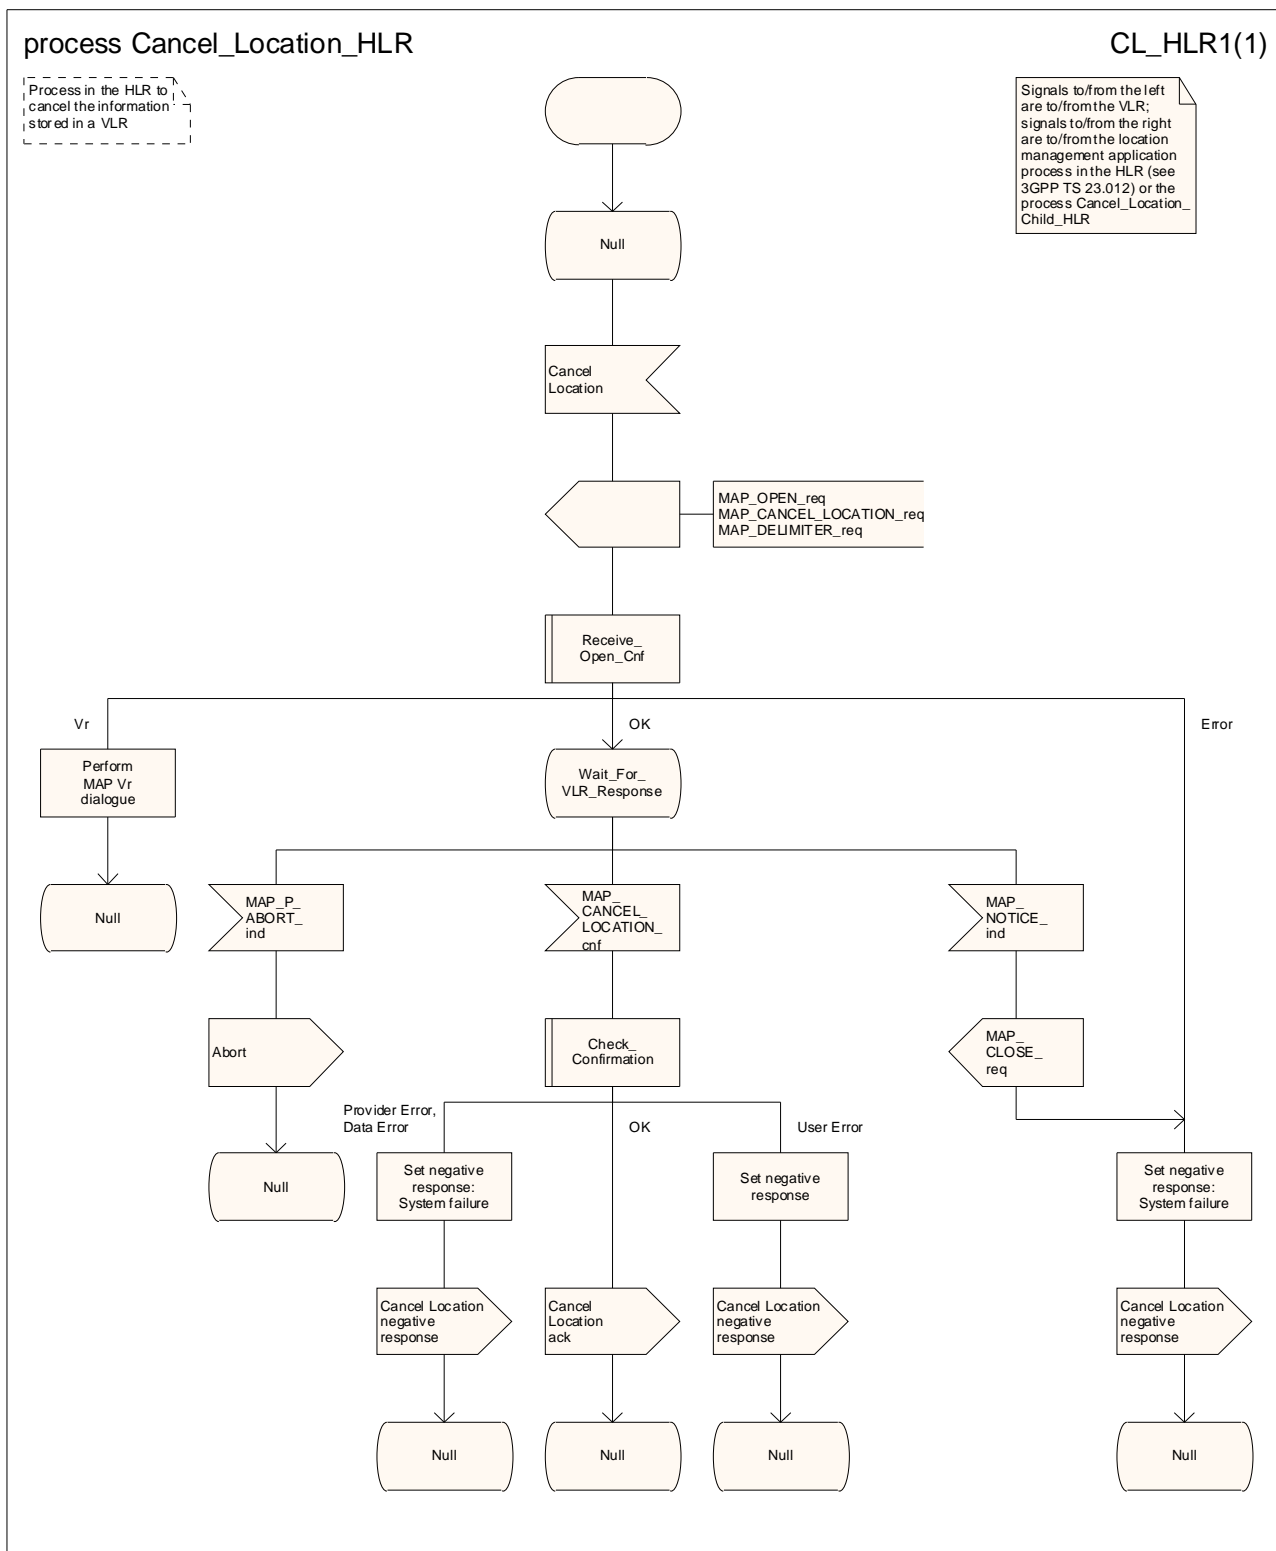 process Cancel_Location_HLR
CL_HLR1(1)
Process in the HLR to
cancel the information
stored in a VLR
Signals to/from the left
are to/from the VLR;
signals to/from the right
are to/from the location
management application
process in the HLR (see
3GPP TS 23.012) or the
process Cancel_Location_
Child_HLR
Null
Cancel
Location
MAP_OPEN_req
MAP_CANCEL_LOCATION_req
MAP_DELIMITER_req
Receive_
Open_Cnf
Vr
OK
Error
Perform
MAP Vr
dialogue
Wait_For_
VLR_Response
Null
MAP_P_
ABORT_
ind
MAP_
CANCEL_
LOCATION_
cnf
MAP_
NOTICE_
ind
Abort
Check_
Confirmation
MAP_
CLOSE_
req
Provider Error,
Data Error
OK
User Error
Null
Set negative
response:
System failure
Set negative
response
Set negative
response:
System failure
Cancel Location
negative
response
Cancel
Location
ack
Cancel Location
negative
response
Cancel Location
negative
response
Null
Null
Null
Null